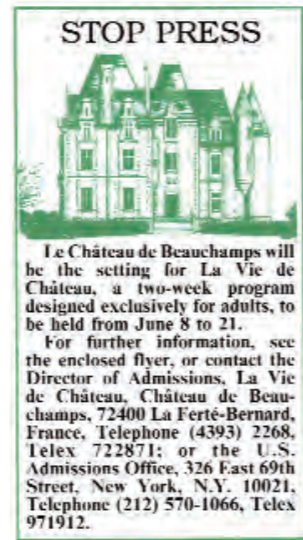 STOP PRESS
Le Château de Beauchamps will
be the setting for La Vie de
Château, a two-week program
designed exclusively for adults, to
be held from June 8 to 21.
For further information, see
the enclosed flyer, or contact the
Director of Admissions, La Vie
de Château, Château de Beau-
champs, 72400 La Ferté-Bernard,
France, Telephone (4393) 2268,
Telex 722871; or the U.S.
Admissions Office, 326 East 69th
Street, New York, N.Y. 10021,
Telephone (212) 570-1066, Telex
971912.